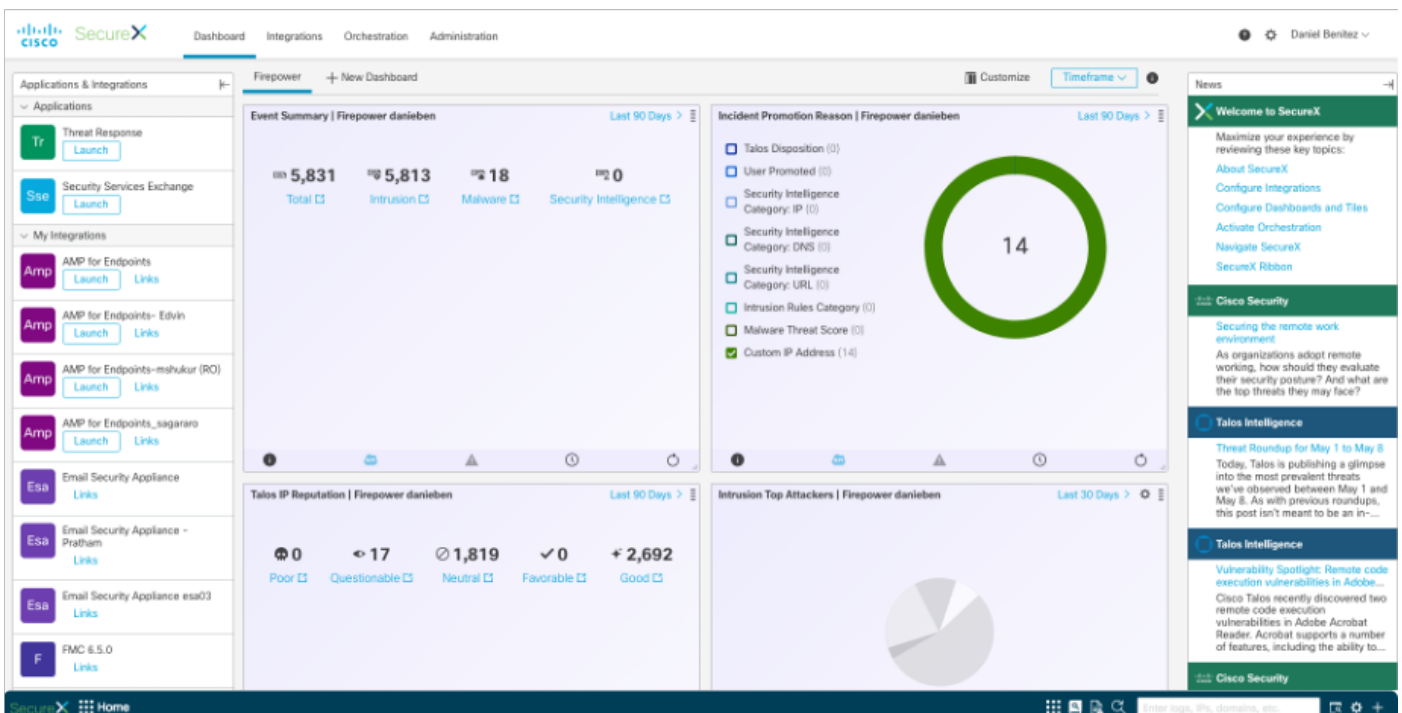 CISCO SecureX
Dashboard Integrations Orchestration Administration
Daniel Benitez
Applications & Integrations
Applications
Tr
Threat Response
Launch
Sse
Security Services Exchange
Launch
My Integrations
Amp
AMP for Endpoints
Launch Links
Amp
AMP for Endpoints- Edvin
Launch Links
Amp
AMP for Endpoints-mshukur (RO)
Launch Links
Amp
AMP for Endpoints_sagararo
Launch Links
Esa
Email Security Appliance
Links
Esa
Email Security Appliance -
Pratham
Links
Esa
Email Security Appliance esa03
Links
F
FMC 6.5.0
Links
Firepower + New Dashboard
Customize Timeframe
Event Summary | Firepower danieben Last 90 Days >
5,831 5,813 18 0
Total Intrusion Malware Security Intelligence
Incident Promotion Reason | Firepower danieben Last 90 Days >
Talos Disposition (0)
User Promoted (0)
Security Intelligence
Category: IP (0)
Security Intelligence
Category: DNS (0)
Security Intelligence
Category: URL (0)
Intrusion Rules Category (0)
Malware Threat Score (0)
Custom IP Address (14)
14
Talos IP Reputation | Firepower danieben Last 90 Days >
0 17 1,819 0 2,692
Poor Questionable Neutral Favorable Good
Intrusion Top Attackers | Firepower danieben Last 30 Days >
News
Welcome to SecureX
Maximize your experience by
reviewing these key topics:
About SecureX
Configure Integrations
Configure Dashboards and Tiles
Activate Orchestration
Navigate SecureX
SecureX Ribbon
Cisco Security
Securing the remote work
environment
As organizations adopt remote
working, how should they evaluate
their security posture? And what are
the top threats they may face?
Talos Intelligence
Threat Roundup for May 1 to May 8
Today, Talos is publishing a glimpse
into the most prevalent threats
we've observed between May 1 and
May 8. As with previous roundups,
this post isn't meant to be an in-...
Talos Intelligence
Vulnerability Spotlight: Remote code
execution vulnerabilities in Adobe...
Cisco Talos recently discovered two
remote code execution
vulnerabilities in Adobe Acrobat
Reader. Acrobat supports a number
of features, including the ability to...
Cisco Security
SecureX Home
Enter logs, IPs, domains, etc.